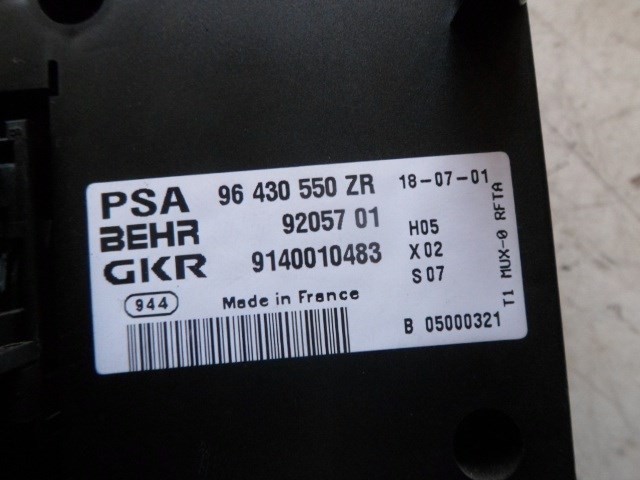 PSA 96 430 550 ZR 18-07-01
BEHR 92057 01 H05
GKR 9140010483 X02
S07
944 Made in France
B 05000321
T1 MUX-0 RFTA